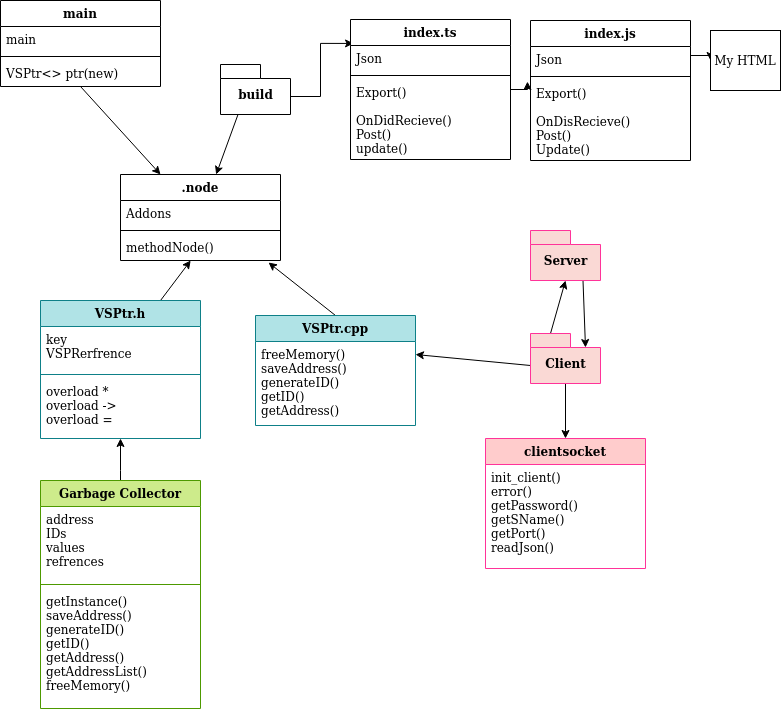 main
main
VSPtr<> ptr(new)
build
index.ts
Json
Export()
OnDidRecieve()
Post()
update()
index.js
Json
Export()
OnDisRecieve()
Post()
Update()
My HTML
.node
Addons
methodNode()
VSPtr.h
key
VSPRerfrence
overload *
overload ->
overload =
VSPtr.cpp
freeMemory()
saveAddress()
generateID()
getID()
getAddress()
Server
Client
clientsocket
init_client()
error()
getPassword()
getSName()
getPort()
readJson()
Garbage Collector
address
IDs
values
refrences
getInstance()
saveAddress()
generateID()
getID()
getAddress()
getAddressList()
freeMemory()